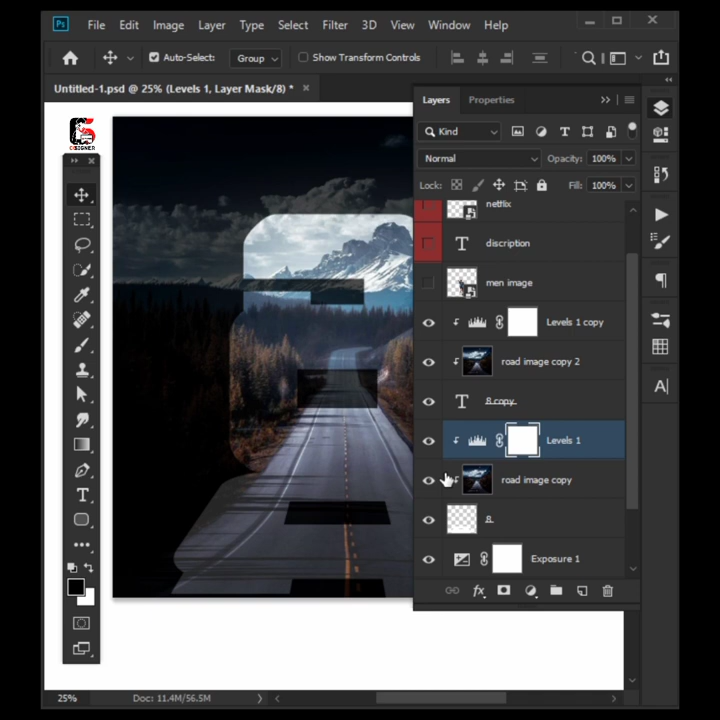 Ps File Edit Image Layer Type Select Filter 3D View Window Help
Auto-Select: Group Show Transform Controls
Untitled-1.psd @ 25% (Levels 1, Layer Mask/8) *
Layers Properties
Kind
Normal Opacity: 100%
Lock: Fill: 100%
netflix
discription
men image
Levels 1 copy
road image copy 2
copy
Levels 1
road image copy
Exposure 1
fx
25% Doc: 11.4M/56.5M